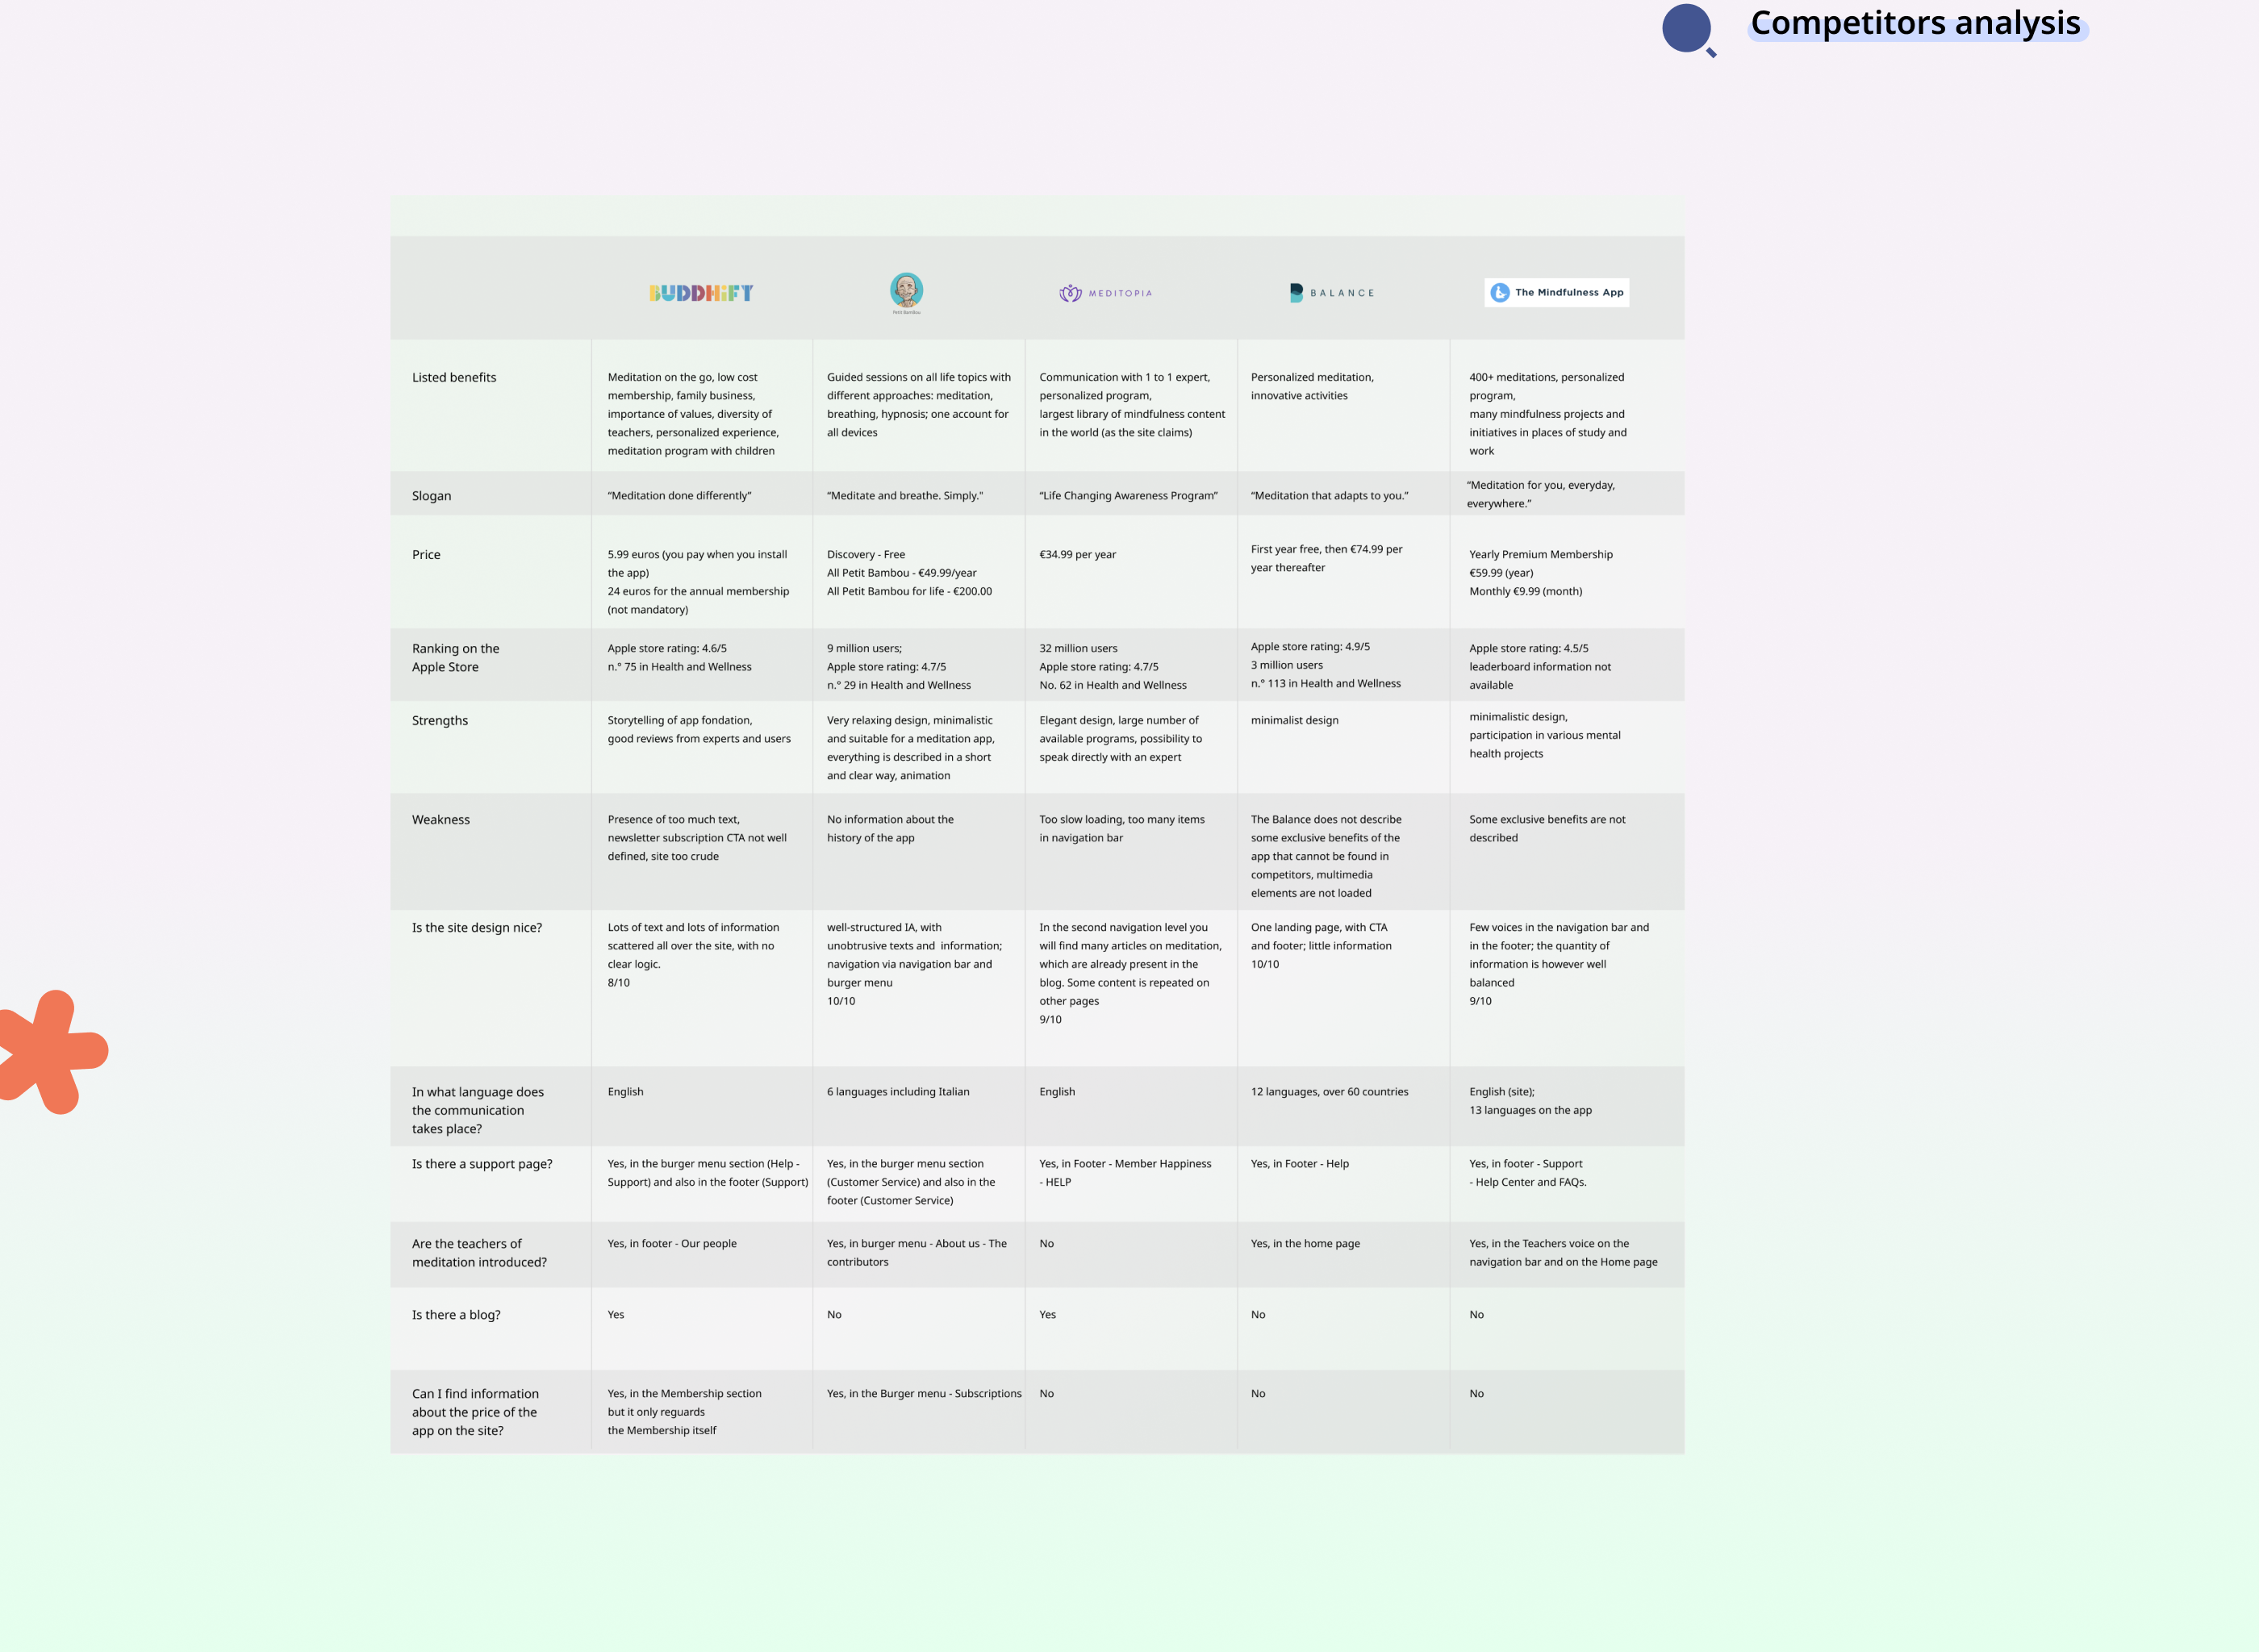 Competitors analysis
BUDDHiFY
Petit Bambou
MEDITOPIA
BALANCE
The Mindfulness App
Listed benefits
Meditation on the go, low cost
membership, family business,
importance of values, diversity of
teachers, personalized experience,
meditation program with children
Guided sessions on all life topics with
different approaches: meditation,
breathing, hypnosis; one account for
all devices
Communication with 1 to 1 expert,
personalized program,
largest library of mindfulness content
in the world (as the site claims)
Personalized meditation,
innovative activities
400+ meditations, personalized
program,
many mindfulness projects and
initiatives in places of study and
work
Slogan
“Meditation done differently”
“Meditate and breathe. Simply."
“Life Changing Awareness Program”
“Meditation that adapts to you.”
“Meditation for you, everyday,
everywhere.”
Price
5.99 euros (you pay when you install
the app)
24 euros for the annual membership
(not mandatory)
Discovery - Free
All Petit Bambou - €49.99/year
All Petit Bambou for life - €200.00
€34.99 per year
First year free, then €74.99 per
year thereafter
Yearly Premium Membership
€59.99 (year)
Monthly €9.99 (month)
Ranking on the
Apple Store
Apple store rating: 4.6/5
n.° 75 in Health and Wellness
9 million users;
Apple store rating: 4.7/5
n.° 29 in Health and Wellness
32 million users
Apple store rating: 4.7/5
No. 62 in Health and Wellness
Apple store rating: 4.9/5
3 million users
n.° 113 in Health and Wellness
Apple store rating: 4.5/5
leaderboard information not
available
Strengths
Storytelling of app fondation,
good reviews from experts and users
Very relaxing design, minimalistic
and suitable for a meditation app,
everything is described in a short
and clear way, animation
Elegant design, large number of
available programs, possibility to
speak directly with an expert
minimalist design
minimalistic design,
participation in various mental
health projects
Weakness
Presence of too much text,
newsletter subscription CTA not well
defined, site too crude
No information about the
history of the app
Too slow loading, too many items
in navigation bar
The Balance does not describe
some exclusive benefits of the
app that cannot be found in
competitors, multimedia
elements are not loaded
Some exclusive benefits are not
described
Is the site design nice?
Lots of text and lots of information
scattered all over the site, with no
clear logic.
8/10
well-structured IA, with
unobtrusive texts and  information;
navigation via navigation bar and
burger menu
10/10
In the second navigation level you
will find many articles on meditation,
which are already present in the
blog. Some content is repeated on
other pages
9/10
One landing page, with CTA
and footer; little information
10/10
Few voices in the navigation bar and
in the footer; the quantity of
information is however well
balanced
9/10
In what language does
the communication
takes place?
English
6 languages including Italian
English
12 languages, over 60 countries
English (site);
13 languages on the app
Is there a support page?
Yes, in the burger menu section (Help -
Support) and also in the footer (Support)
Yes, in the burger menu section
(Customer Service) and also in the
footer (Customer Service)
Yes, in Footer - Member Happiness
- HELP
Yes, in Footer - Help
Yes, in footer - Support
- Help Center and FAQs.
Are the teachers of
meditation introduced?
Yes, in footer - Our people
Yes, in burger menu - About us - The
contributors
No
Yes, in the home page
Yes, in the Teachers voice on the
navigation bar and on the Home page
Is there a blog?
Yes
No
Yes
No
No
Can I find information
about the price of the
app on the site?
Yes, in the Membership section
but it only reguards
the Membership itself
Yes, in the Burger menu - Subscriptions
No
No
No